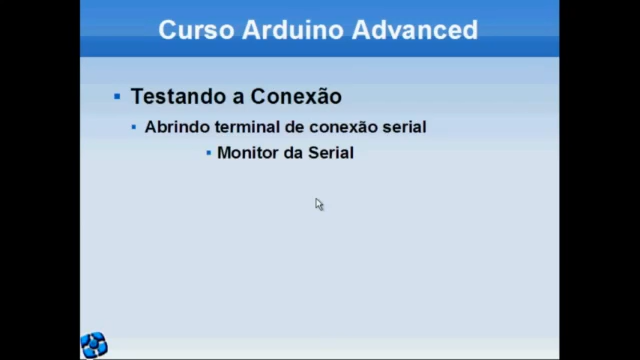 Curso Arduino Advanced
Testando a Conexão
Abrindo terminal de conexão serial
Monitor da Serial